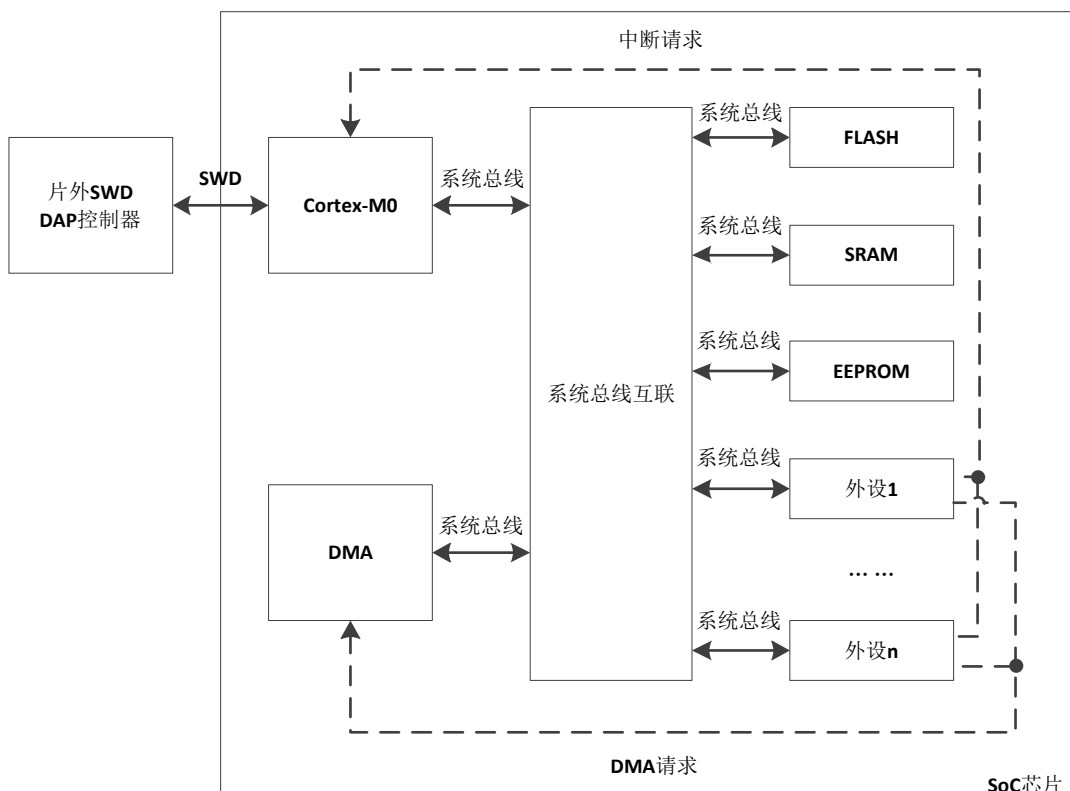 中断请求
系统总线
FLASH
片外SWD
DAP控制器
SWD
Cortex-M0
系统总线
系统总线
SRAM
系统总线
EEPROM
系统总线互联
系统总线
外设1
DMA
系统总线
... ...
系统总线
外设n
DMA请求
SoC芯片